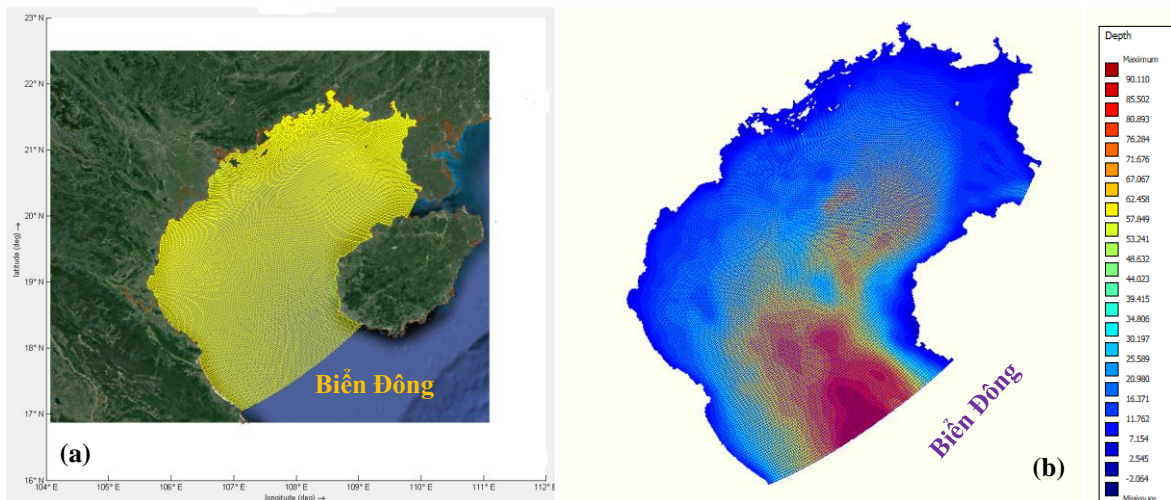 23° N
22° N
21° N
20° N
19° N
18° N
17° N
16° N
latitude (deg) →
104° E 105° E 106° E 107° E 108° E 109° E 110° E 111° E 112° E
longitude (deg) →
Biển Đông
(a)
Biển Đông
(b)
Depth
Maximum
90.110
85.502
80.893
76.284
71.676
67.067
62.458
57.849
53.241
48.632
44.023
39.415
34.806
30.197
25.589
20.980
16.371
11.762
7.154
2.545
-2.064
Minimum